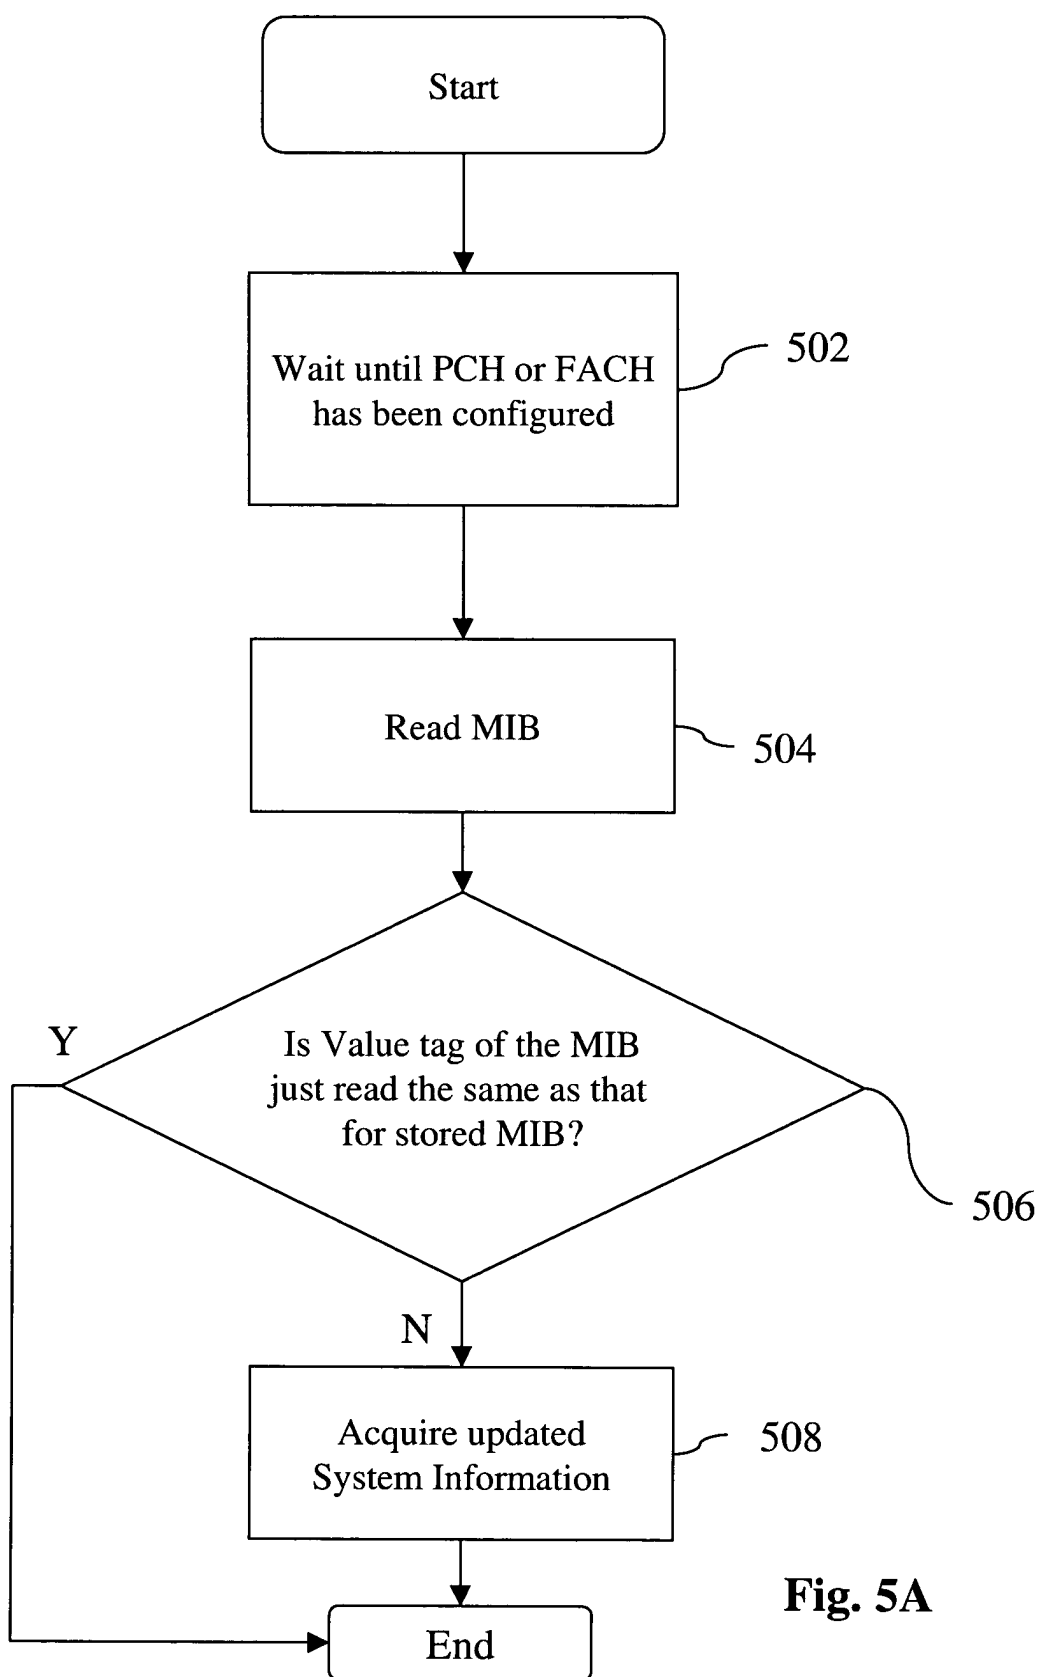 Start
Wait until PCH or FACH
has been configured
502
Read MIB
504
Y
Is Value tag of the MIB
just read the same as that
for stored MIB?
506
N
Acquire updated
System Information
508
Fig. 5A
End